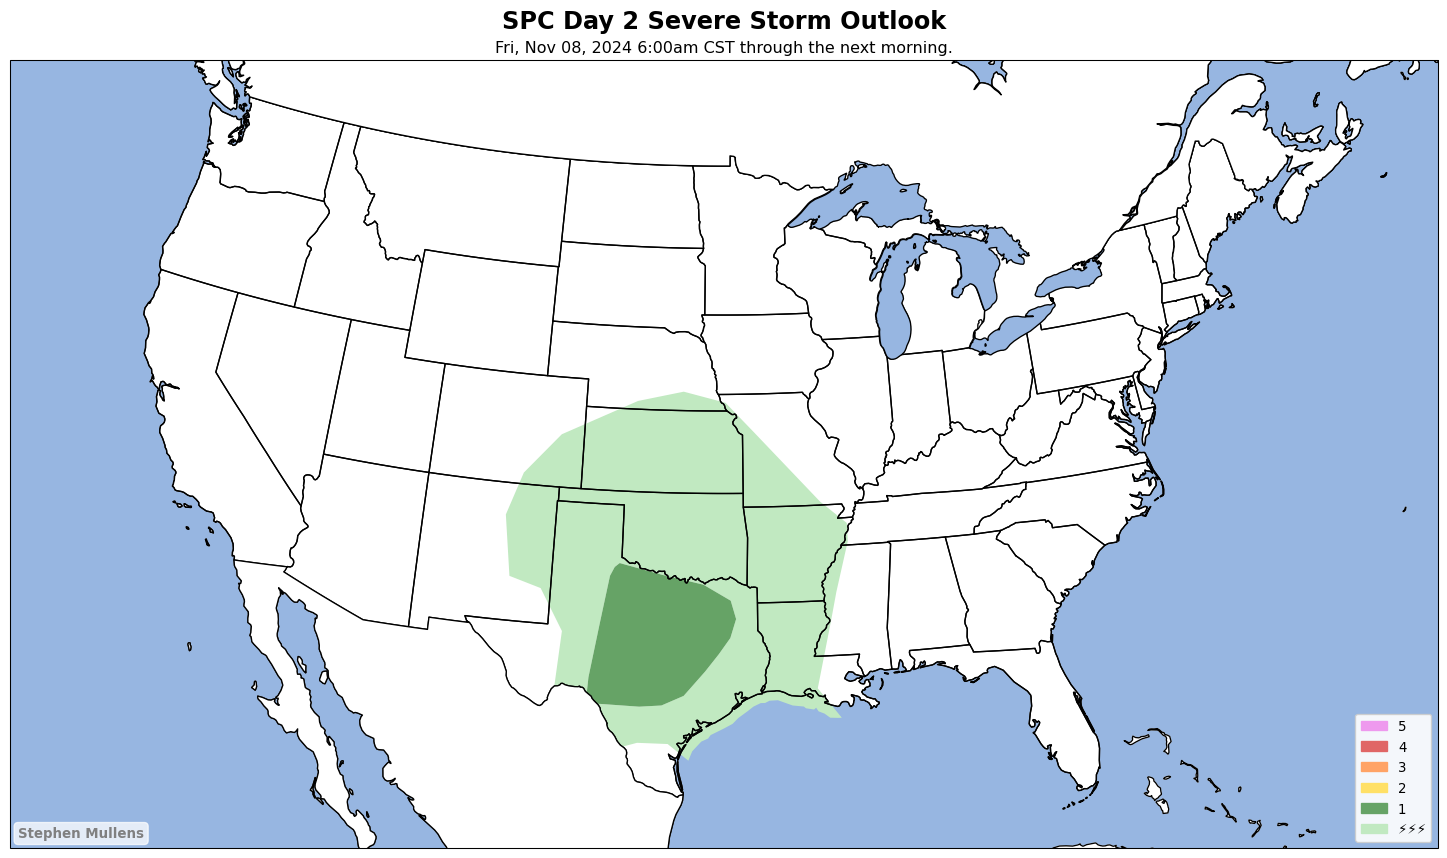 SPC Day 2 Severe Storm Outlook
Fri, Nov 08, 2024 6:00am CST through the next morning.
5
4
3
2
1
⚡⚡⚡
Stephen Mullens